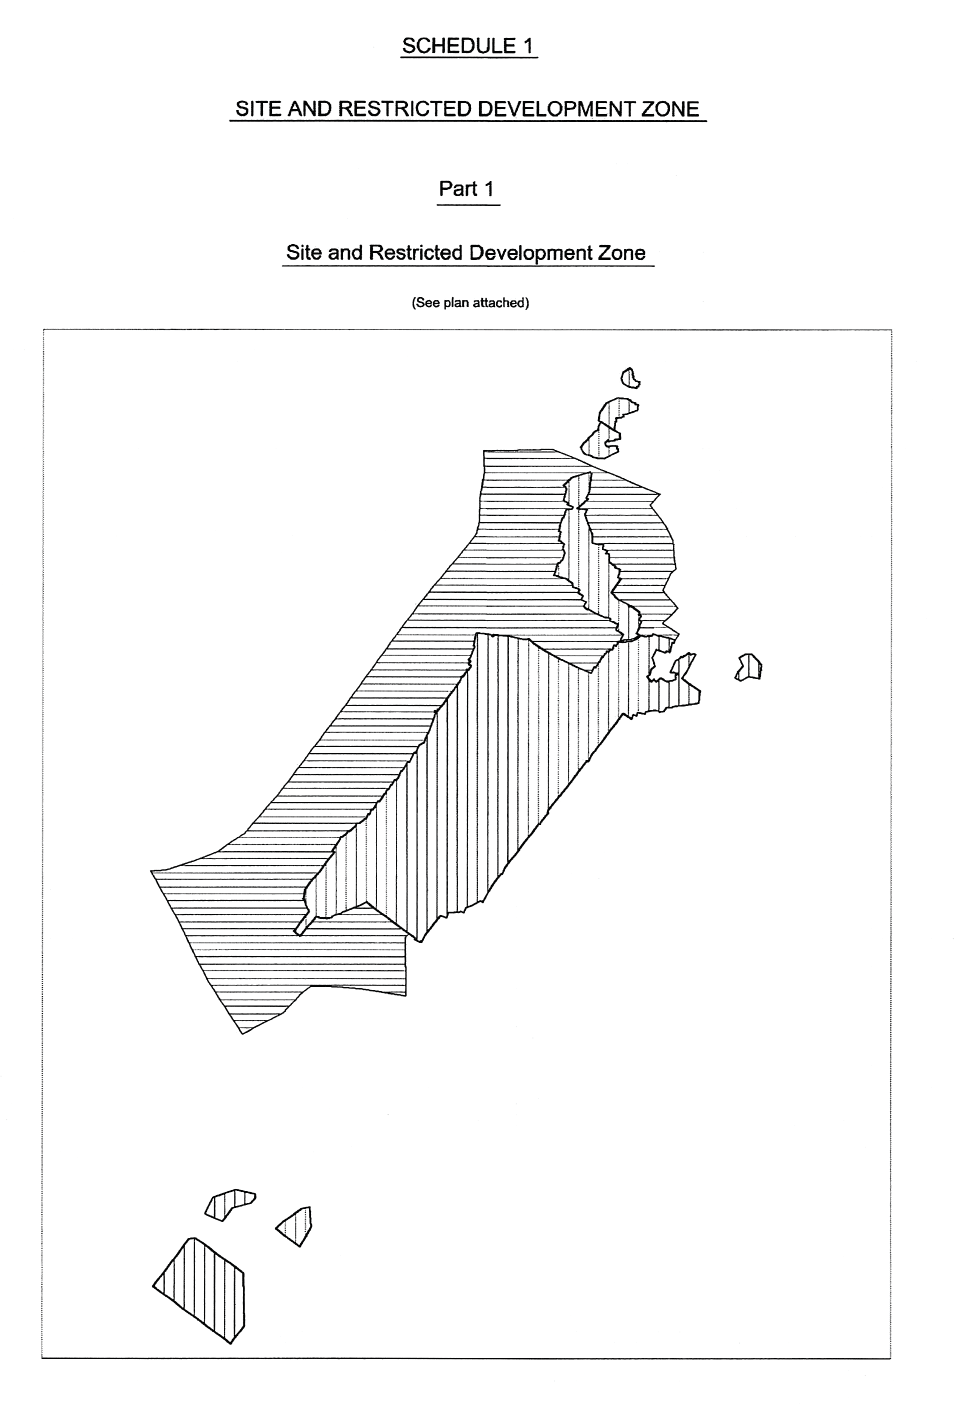 SCHEDULE 1
SITE AND RESTRICTED DEVELOPMENT ZONE
Part 1
Site and Restricted Development Zone
(See plan attached)